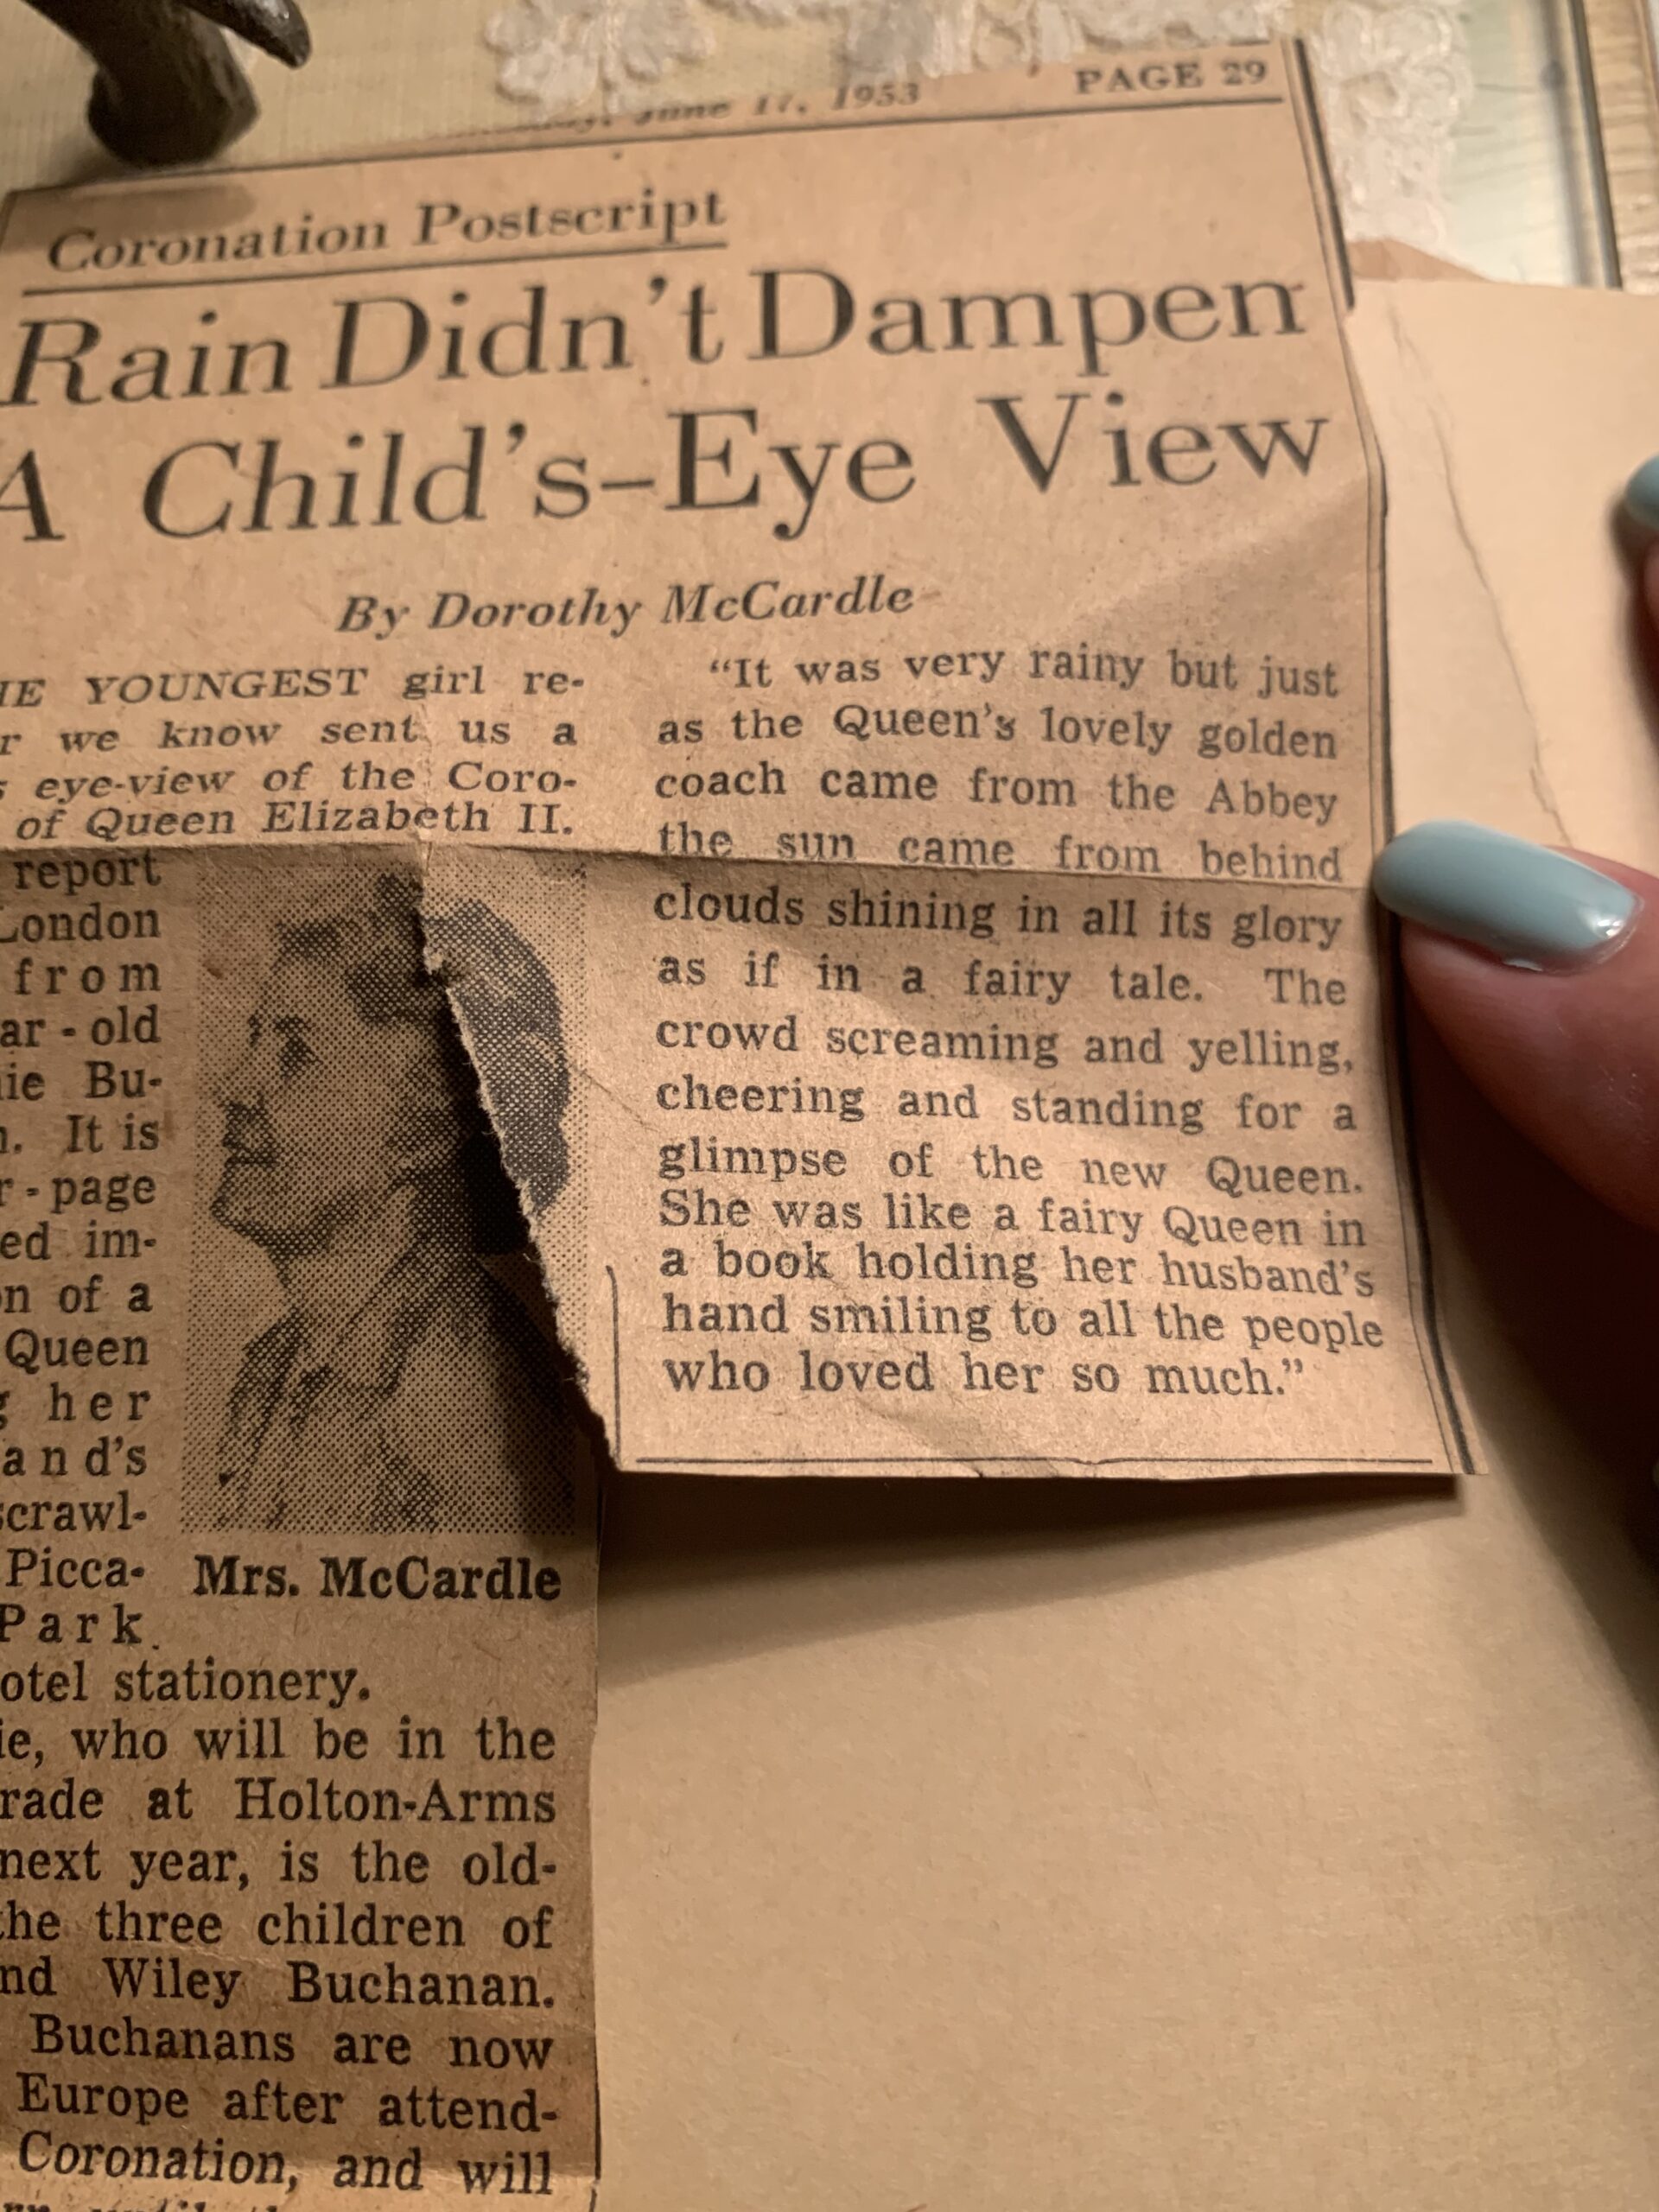 June 17, 1953 PAGE 29
Coronation Postscript
Rain Didn't Dampen
A Child's-Eye View
By Dorothy McCardle
YOUNGEST girl re-
we know sent us a
eye-view of the Coro-
of Queen Elizabeth II.
report
London
from
ar-old
ie Bu-
It is
r-page
ed im-
on of a
Queen
her
and's
scrawl-
Picca-
Park
Mrs. McCardle
otel stationery.
ie, who will be in the
rade at Holton-Arms
next year, is the old-
the three children of
nd Wiley Buchanan.
Buchanans are now
Europe after attend-
Coronation, and will
"It was very rainy but just
as the Queen's lovely golden
coach came from the Abbey
the sun came from behind
clouds shining in all its glory
as if in a fairy tale. The
crowd screaming and yelling,
cheering and standing for a
glimpse of the new Queen.
She was like a fairy Queen in
a book holding her husband's
hand smiling to all the people
who loved her so much."